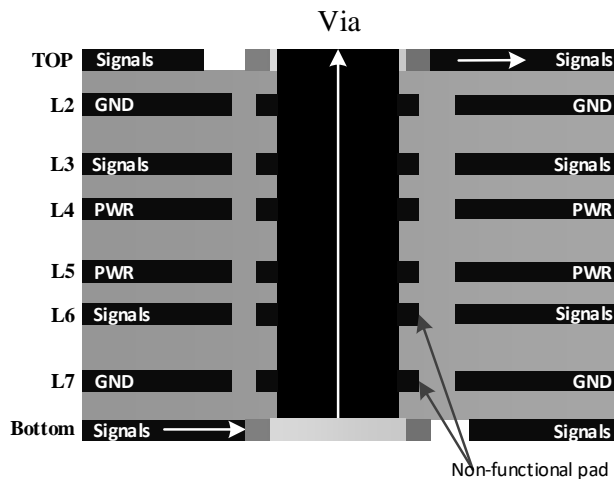 Via
TOP Signals Signals
L2 GND GND
L3 Signals Signals
L4 PWR PWR
L5 PWR PWR
L6 Signals Signals
L7 GND GND
Bottom Signals Signals
Non-functional pad